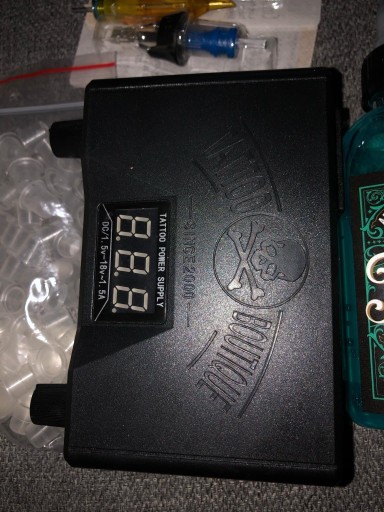 TATTOO POWER SUPPLY
8.8.8.
DC/1.5v~18v~1.5A
TATTOO
SINCE 2000
BOUTIQUE